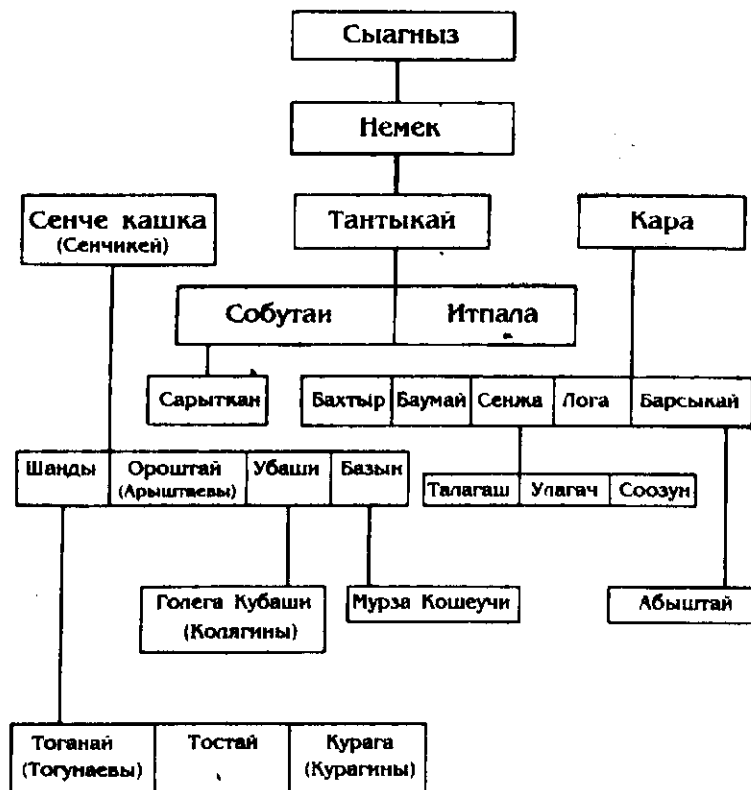 Сыагныз
Немек
Сенче кашка
(Сенчикей)
Тантыкай
Кара
Собутаи
Итпала
Сарыткан
Бахтыр
Баумай
Сенжа
Лога
Барсыкай
Шанды
Ороштай
(Арыштаевы)
Убаши
Базын
Талагаш
Улагач
Соозун
Голега Кубаши
(Колягины)
Мурза Кошеучи
Абыштай
Тоганай
(Тогунаевы)
Тостай
Курага
(Курагины)